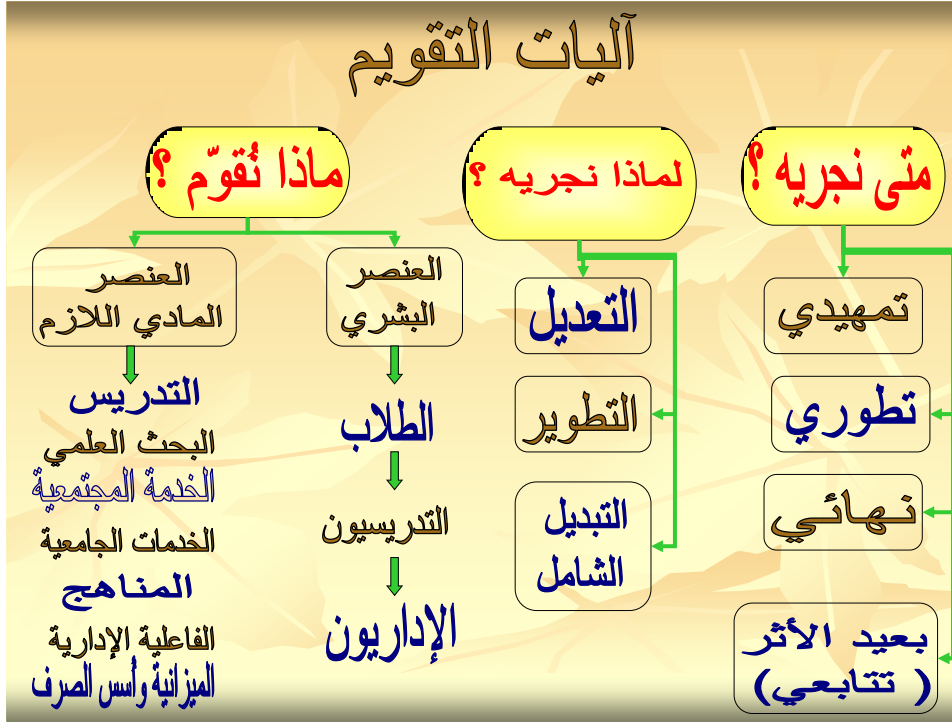 آليات التقويم
متى نجريه ؟
تمهيدي
تطوري
نهائي
بعيد الأثر
( تتابعي)
لماذا نجريه ؟
التعديل
التطوير
التبديل
الشامل
ماذا نُقوّم ؟
العنصر
البشري
الطلاب
التدريسيون
الإداريون
العنصر
المادي اللازم
التدريس
البحث العلمي
الخدمة المجتمعية
الخدمات الجامعية
المناهج
الفاعلية الإدارية
الميزانية وأُسس الصرف